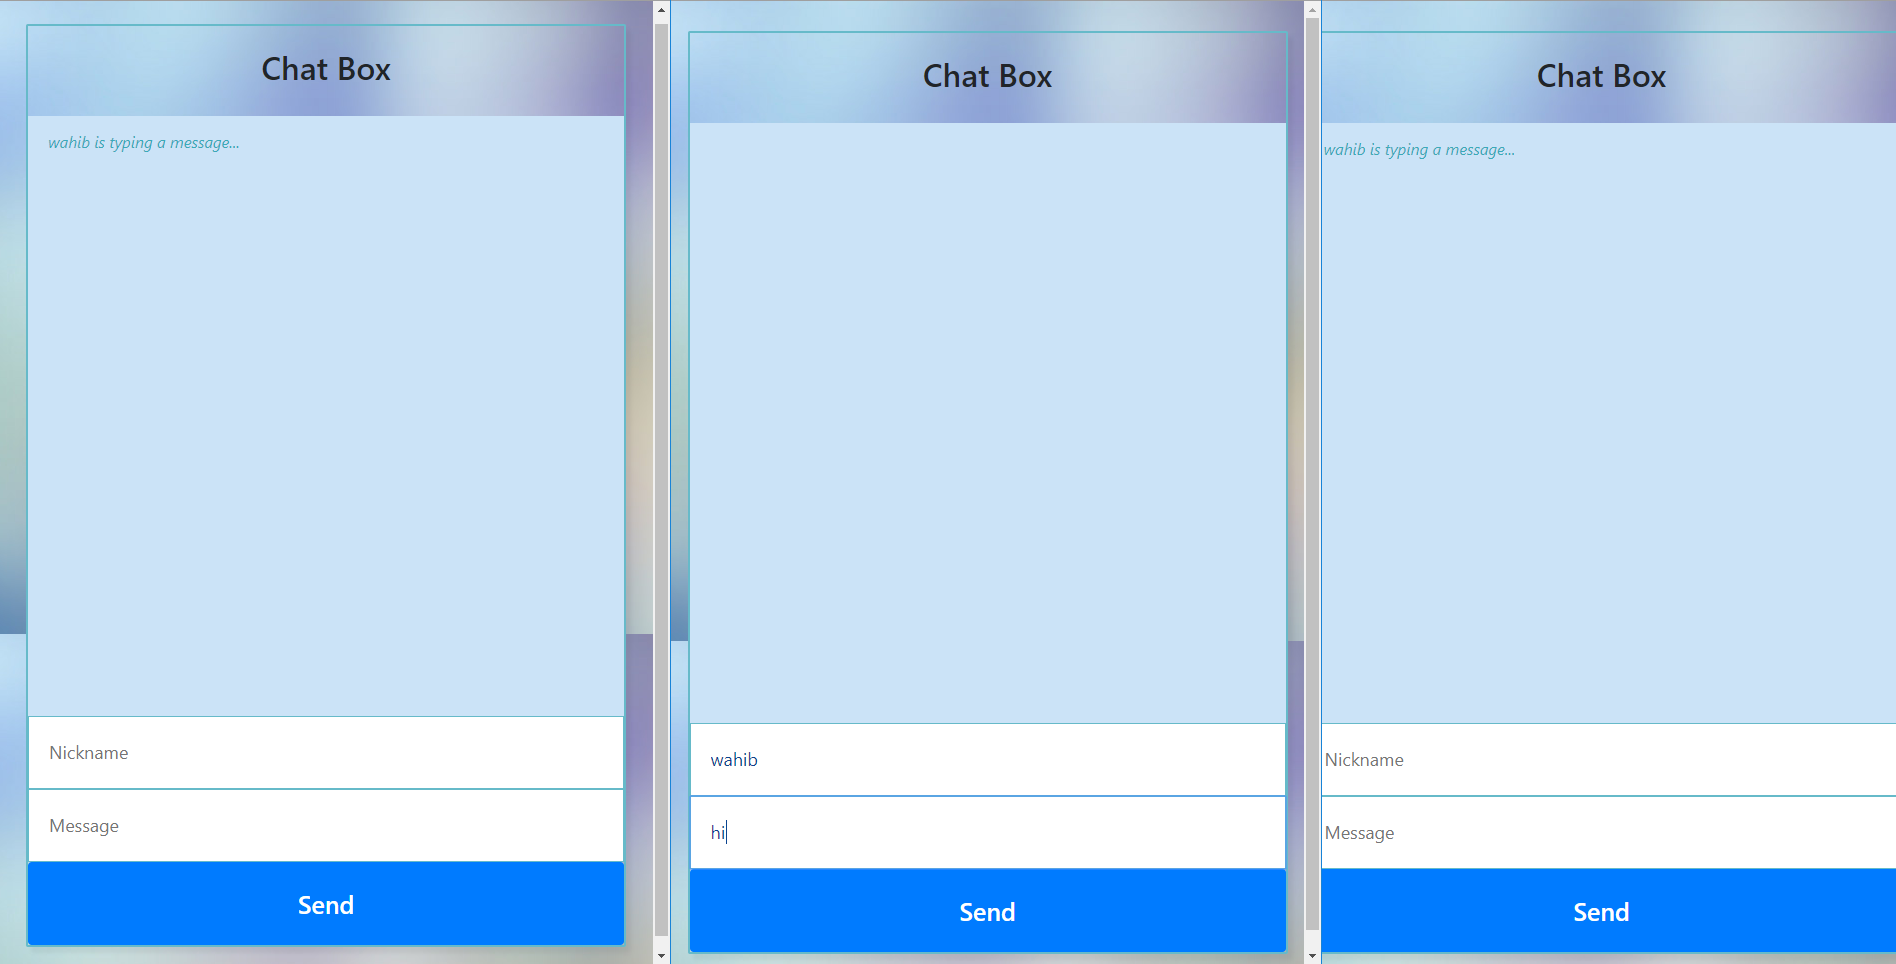 Chat Box
wahib is typing a message...
Nickname
Message
Send
Chat Box
wahib
hi
Send
Chat Box
wahib is typing a message...
Nickname
Message
Send